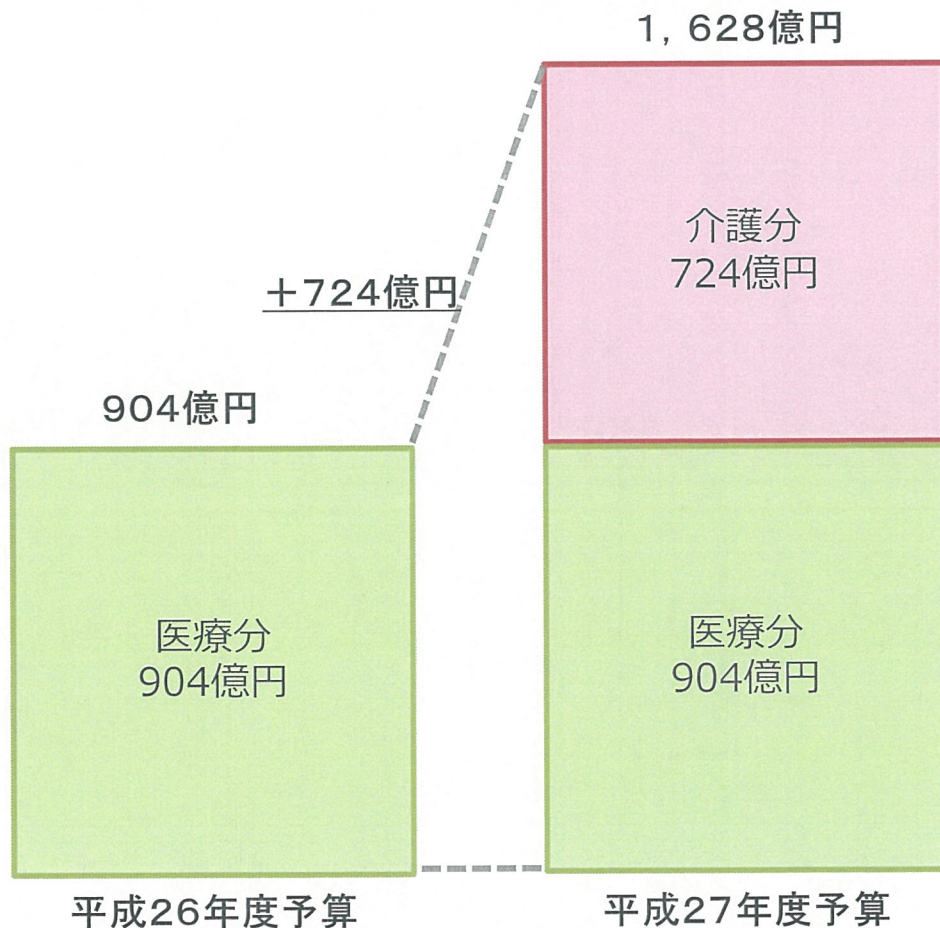 1, 628億円
介護分
724億円
+724億円
904億円
医療分
904億円
医療分
904億円
平成26年度予算
平成27年度予算